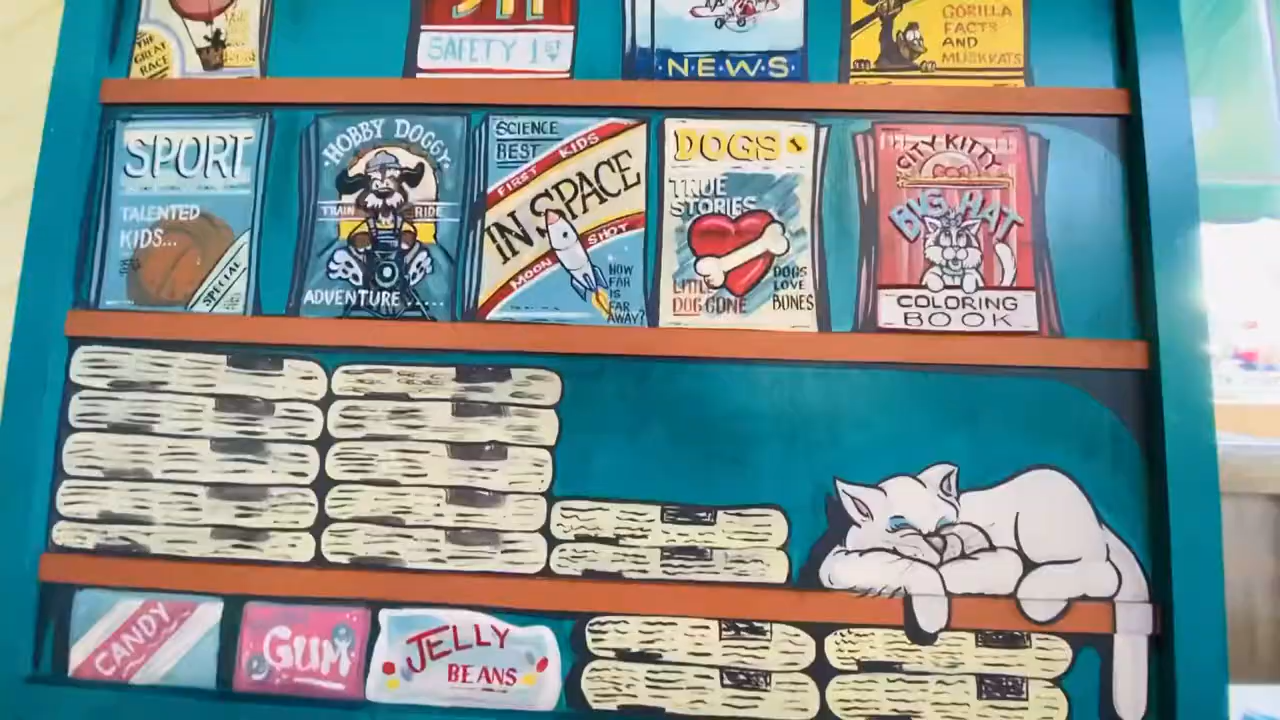 THE
GREAT
RACE
SAFETY 1ST
NEWS
GORILLA
FACTS
AND
MUSKRATS
SPORT
TALENTED
KIDS...
SPECIAL
HOBBY DOGGY
TRAIN RIDE
ADVENTURE .....
SCIENCE
BEST
FIRST KIDS
IN SPACE
MOON SHOT
HOW
FAR
IS
FAR
AWAY?
DOGS
TRUE
STORIES
LITTLE
DOG GONE
DOGS
LOVE
BONES
CITY KITTY
BIG HAT
COLORING
BOOK
CANDY
GUM
JELLY
BEANS